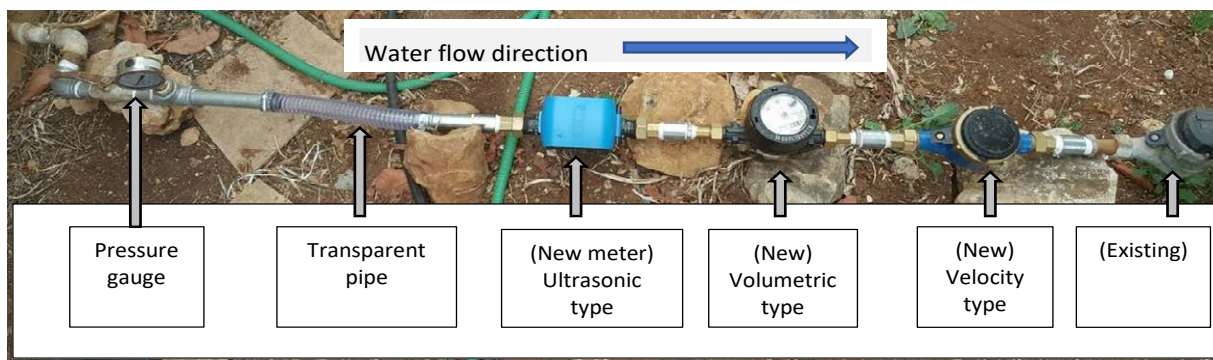 Water flow direction
Pressure
gauge
Transparent
pipe
(New meter)
Ultrasonic
type
(New)
Volumetric
type
(New)
Velocity
type
(Existing)